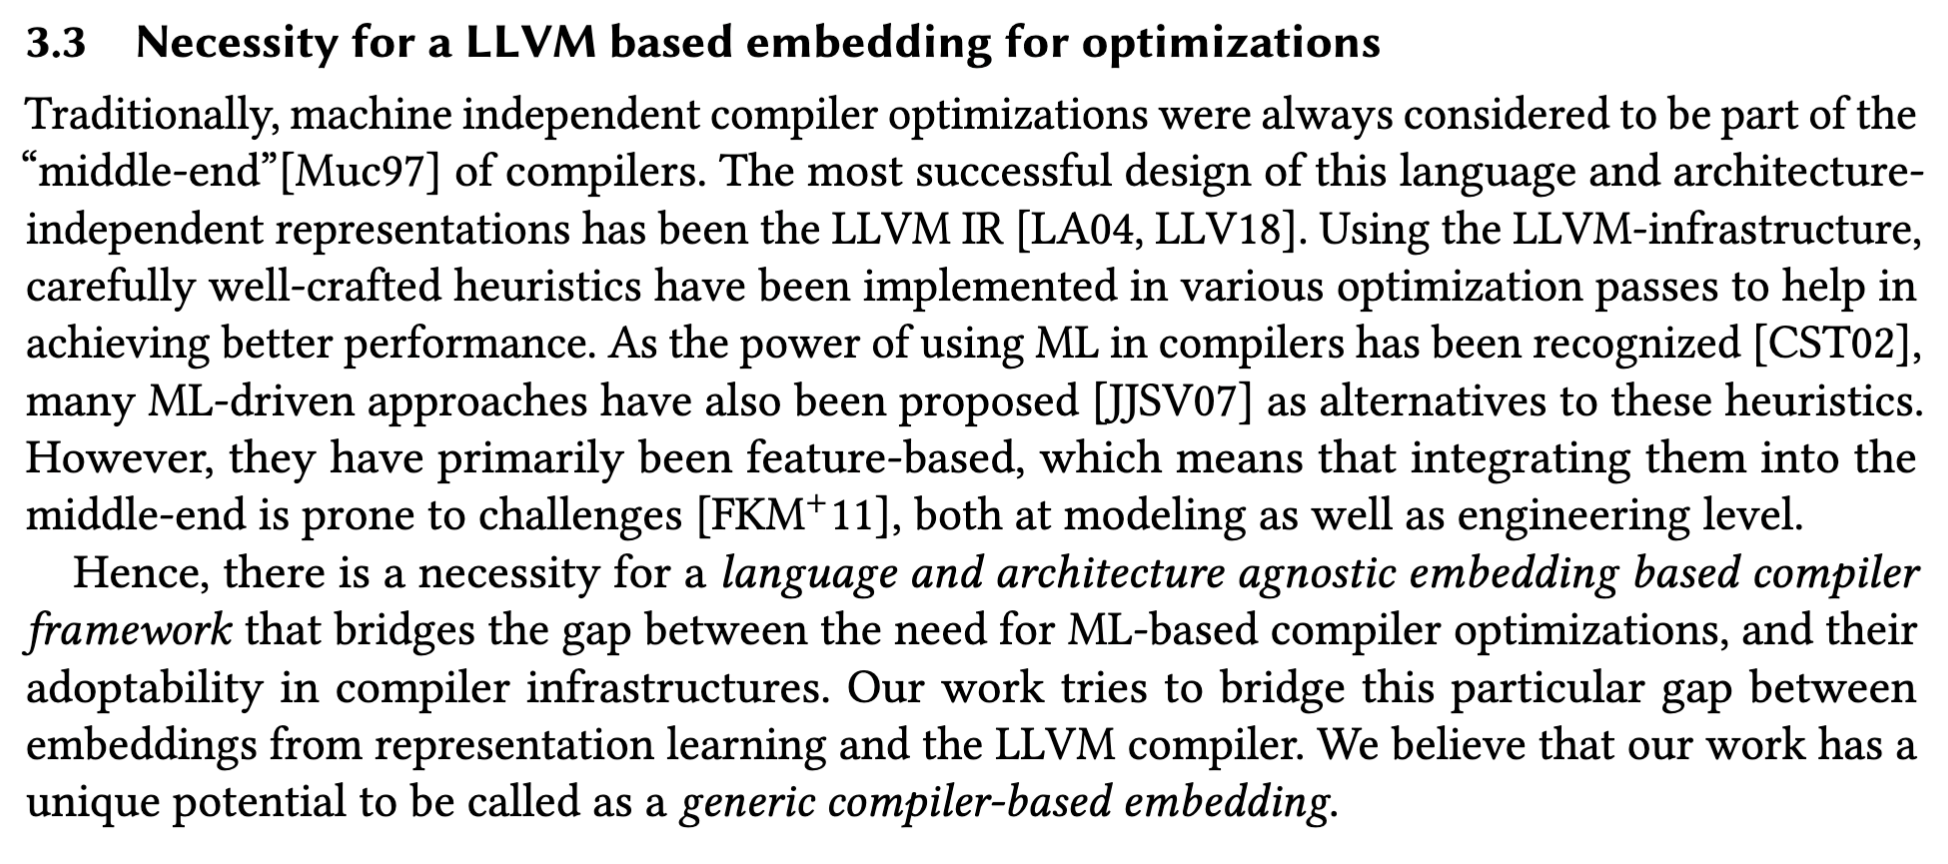 3.3 Necessity for a LLVM based embedding for optimizations
Traditionally, machine independent compiler optimizations were always considered to be part of the
“middle-end”[Muc97] of compilers. The most successful design of this language and architecture-
independent representations has been the LLVM IR [LA04, LLV18]. Using the LLVM-infrastructure,
carefully well-crafted heuristics have been implemented in various optimization passes to help in
achieving better performance. As the power of using ML in compilers has been recognized [CST02],
many ML-driven approaches have also been proposed [JJSV07] as alternatives to these heuristics.
However, they have primarily been feature-based, which means that integrating them into the
middle-end is prone to challenges [FKM+11], both at modeling as well as engineering level.
Hence, there is a necessity for a language and architecture agnostic embedding based compiler
framework that bridges the gap between the need for ML-based compiler optimizations, and their
adoptability in compiler infrastructures. Our work tries to bridge this particular gap between
embeddings from representation learning and the LLVM compiler. We believe that our work has a
unique potential to be called as a generic compiler-based embedding.